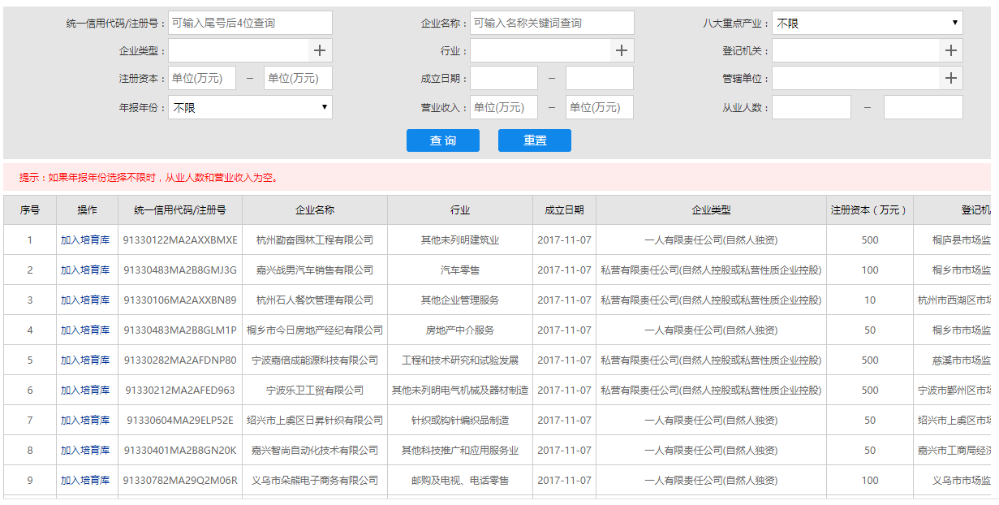 统一信用代码/注册号： 可输入尾号后4位查询 企业名称： 可输入名称关键词查询 八大重点产业： 不限
企业类型： + 行业： + 登记机关： +
注册资本： 单位(万元) – 单位(万元) 成立日期： – 管辖单位： +
年报年份： 不限 营业收入： 单位(万元) – 单位(万元) 从业人数： –
查询 重置
提示：如果年报年份选择不限时，从业人数和营业收入为空。
序号 操作 统一信用代码/注册号 企业名称 行业 成立日期 企业类型 注册资本（万元） 登记机
1 加入培育库 91330122MA2AXXBMXE 杭州勤奋园林工程有限公司 其他未列明建筑业 2017-11-07 一人有限责任公司(自然人独资) 500 桐庐县市场监
2 加入培育库 91330483MA2B8GMJ3G 嘉兴战男汽车销售有限公司 汽车零售 2017-11-07 私营有限责任公司(自然人控股或私营性质企业控股) 100 桐乡市市场监
3 加入培育库 91330106MA2AXXBN89 杭州石人餐饮管理有限公司 其他企业管理服务 2017-11-07 私营有限责任公司(自然人控股或私营性质企业控股) 10 杭州市西湖区市场
4 加入培育库 91330483MA2B8GLM1P 桐乡市今日房地产经纪有限公司 房地产中介服务 2017-11-07 一人有限责任公司(自然人独资) 50 桐乡市市场监
5 加入培育库 91330282MA2AFDNP80 宁波嘉倍成能源科技有限公司 工程和技术研究和试验发展 2017-11-07 私营有限责任公司(自然人控股或私营性质企业控股) 500 慈溪市市场监
6 加入培育库 91330212MA2AFED963 宁波乐卫工贸有限公司 其他未列明电气机械及器材制造 2017-11-07 私营有限责任公司(自然人控股或私营性质企业控股) 500 宁波市鄞州区市场
7 加入培育库 91330604MA29ELP52E 绍兴市上虞区日昇针织有限公司 针织或钩针编织品制造 2017-11-07 一人有限责任公司(自然人独资) 50 绍兴市上虞区市场
8 加入培育库 91330401MA2B8GN20K 嘉兴智尚自动化技术有限公司 其他科技推广和应用服务业 2017-11-07 一人有限责任公司(自然人独资) 50 嘉兴市工商局经济
9 加入培育库 91330782MA29Q2M06R 义乌市朵熊电子商务有限公司 邮购及电视、电话零售 2017-11-07 一人有限责任公司(自然人独资) 100 义乌市市场监